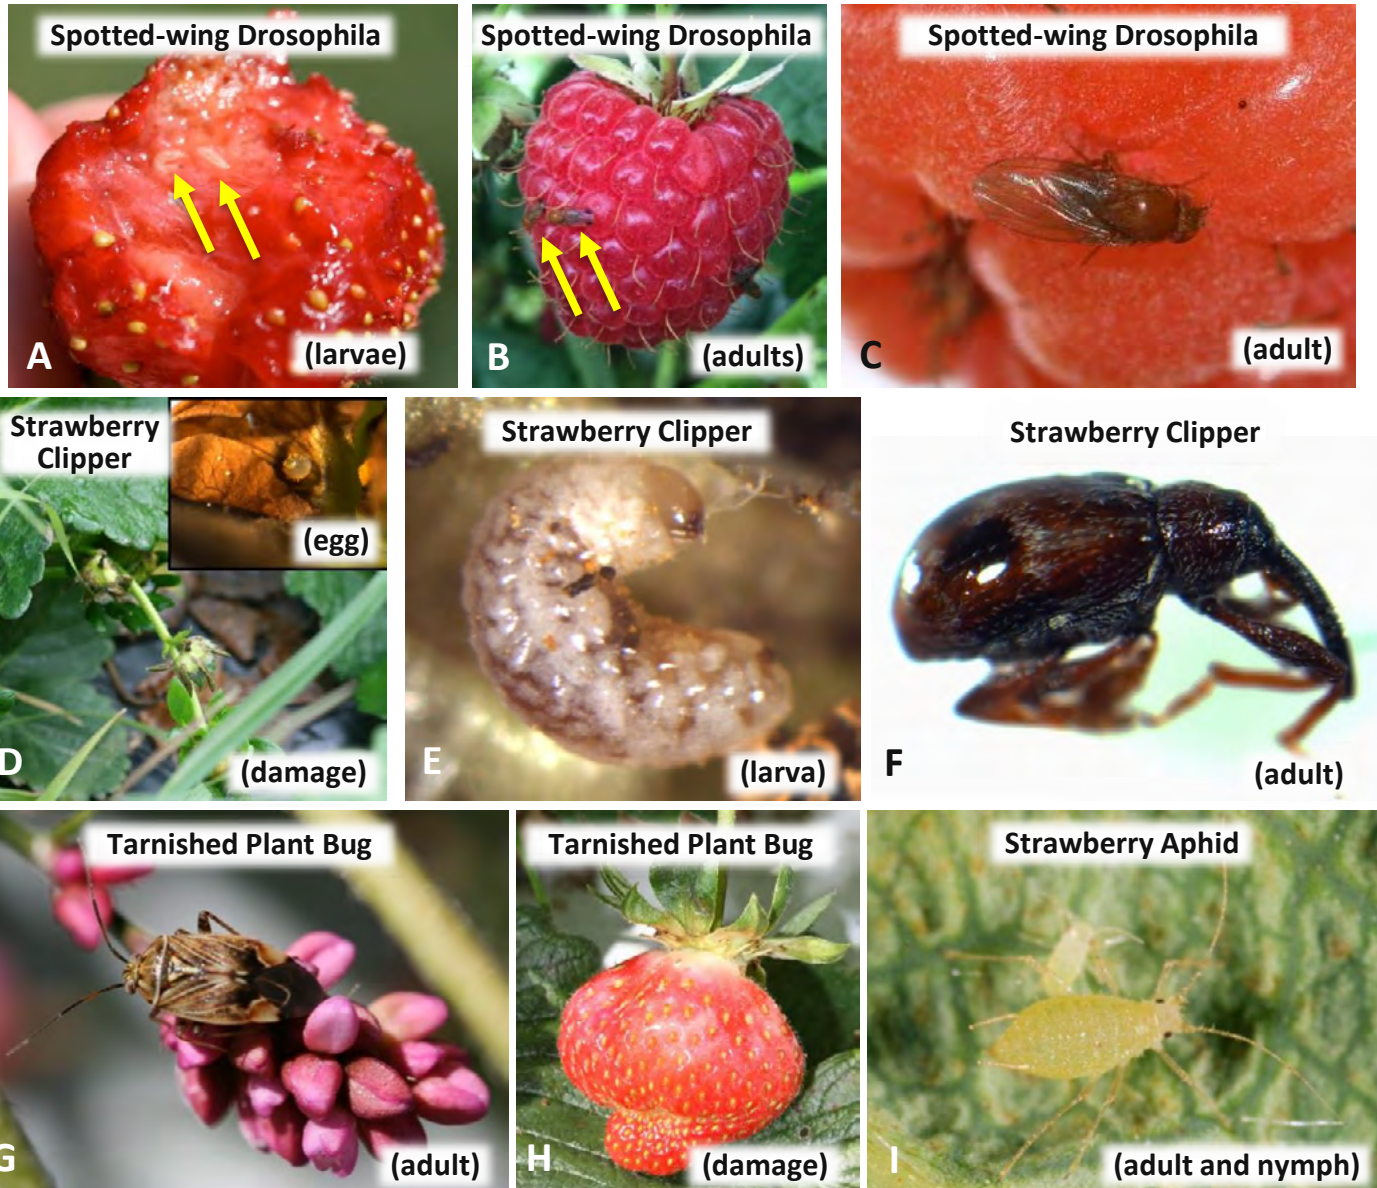 Spotted-wing Drosophila
A
(larvae)
Spotted-wing Drosophila
B
(adults)
Spotted-wing Drosophila
C
(adult)
Strawberry
Clipper
(egg)
D
(damage)
Strawberry Clipper
E
(larva)
Strawberry Clipper
F
(adult)
Tarnished Plant Bug
G
(adult)
Tarnished Plant Bug
H
(damage)
Strawberry Aphid
I
(adult and nymph)